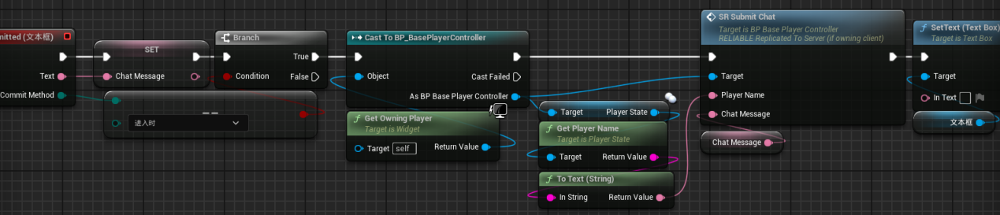 mitted (文本框)
Text
Commit Method
SET
Chat Message
进入时
Branch
True
Condition
False
Cast To BP_BasePlayerController
Object
Cast Failed
As BP Base Player Controller
Get Owning Player
Target is Widget
Target
self
Return Value
Target
Player State
Get Player Name
Target is Player State
Target
Return Value
To Text (String)
In String
Return Value
SR Submit Chat
Target is BP Base Player Controller
RELIABLE Replicated To Server (if owning client)
Target
Player Name
Chat Message
Chat Message
SetText (Text Box)
Target is Text Box
Target
In Text
文本框